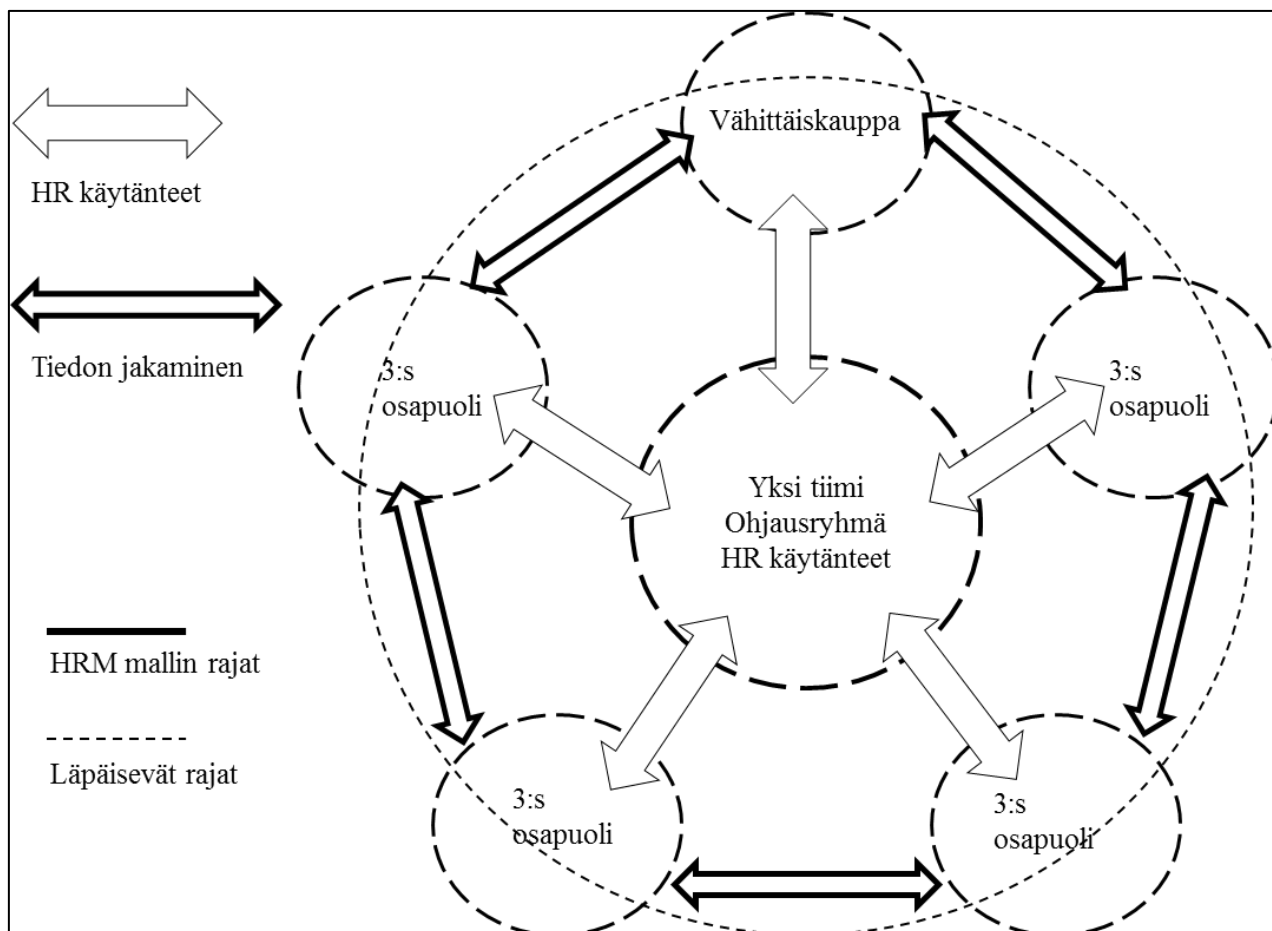 HR käytänteet
Tiedon jakaminen
HRM mallin rajat
Läpäisevät rajat
Vähittäiskauppa
3:s
osapuoli
3:s
osapuoli
Yksi tiimi
Ohjausryhmä
HR käytänteet
3:s
osapuoli
3:s
osapuoli